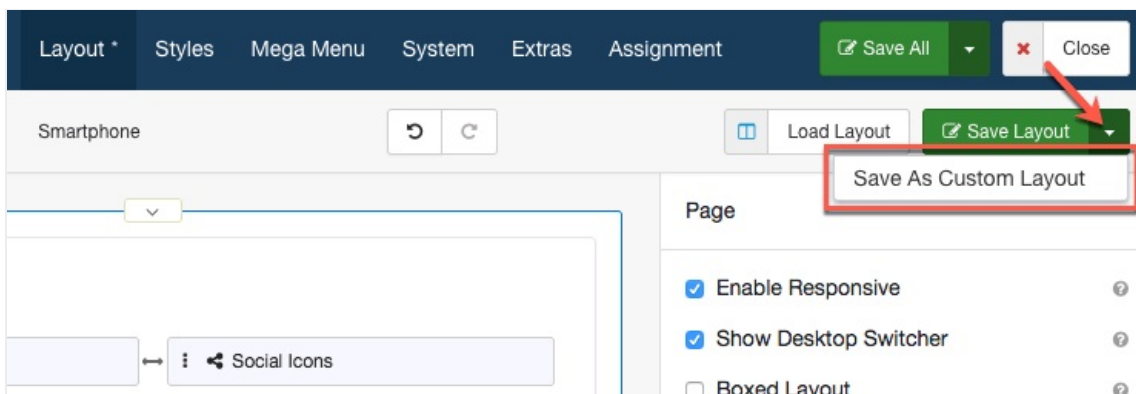 Layout * Styles Mega Menu System Extras Assignment Save All Close
Smartphone Load Layout Save Layout
Save As Custom Layout
Page
Enable Responsive
Show Desktop Switcher
Social Icons
Boxed Layout